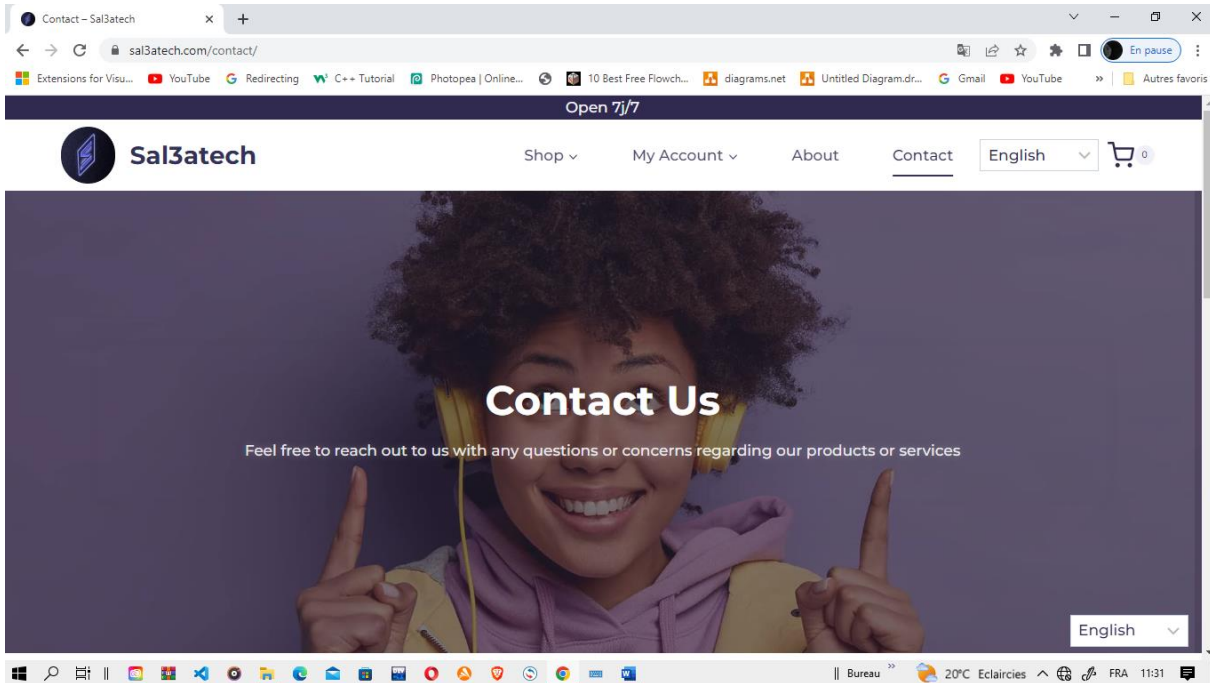 Contact – Sal3atech
sal3atech.com/contact/
En pause
Extensions for Visu... YouTube Redirecting C++ Tutorial Photopea | Online... 10 Best Free Flowch... diagrams.net Untitled Diagram.dr... Gmail YouTube » Autres favoris
Open 7j/7
Sal3atech Shop My Account About Contact English 0
Contact Us
Feel free to reach out to us with any questions or concerns regarding our products or services
English
Bureau » 20°C Eclaircies FRA 11:31